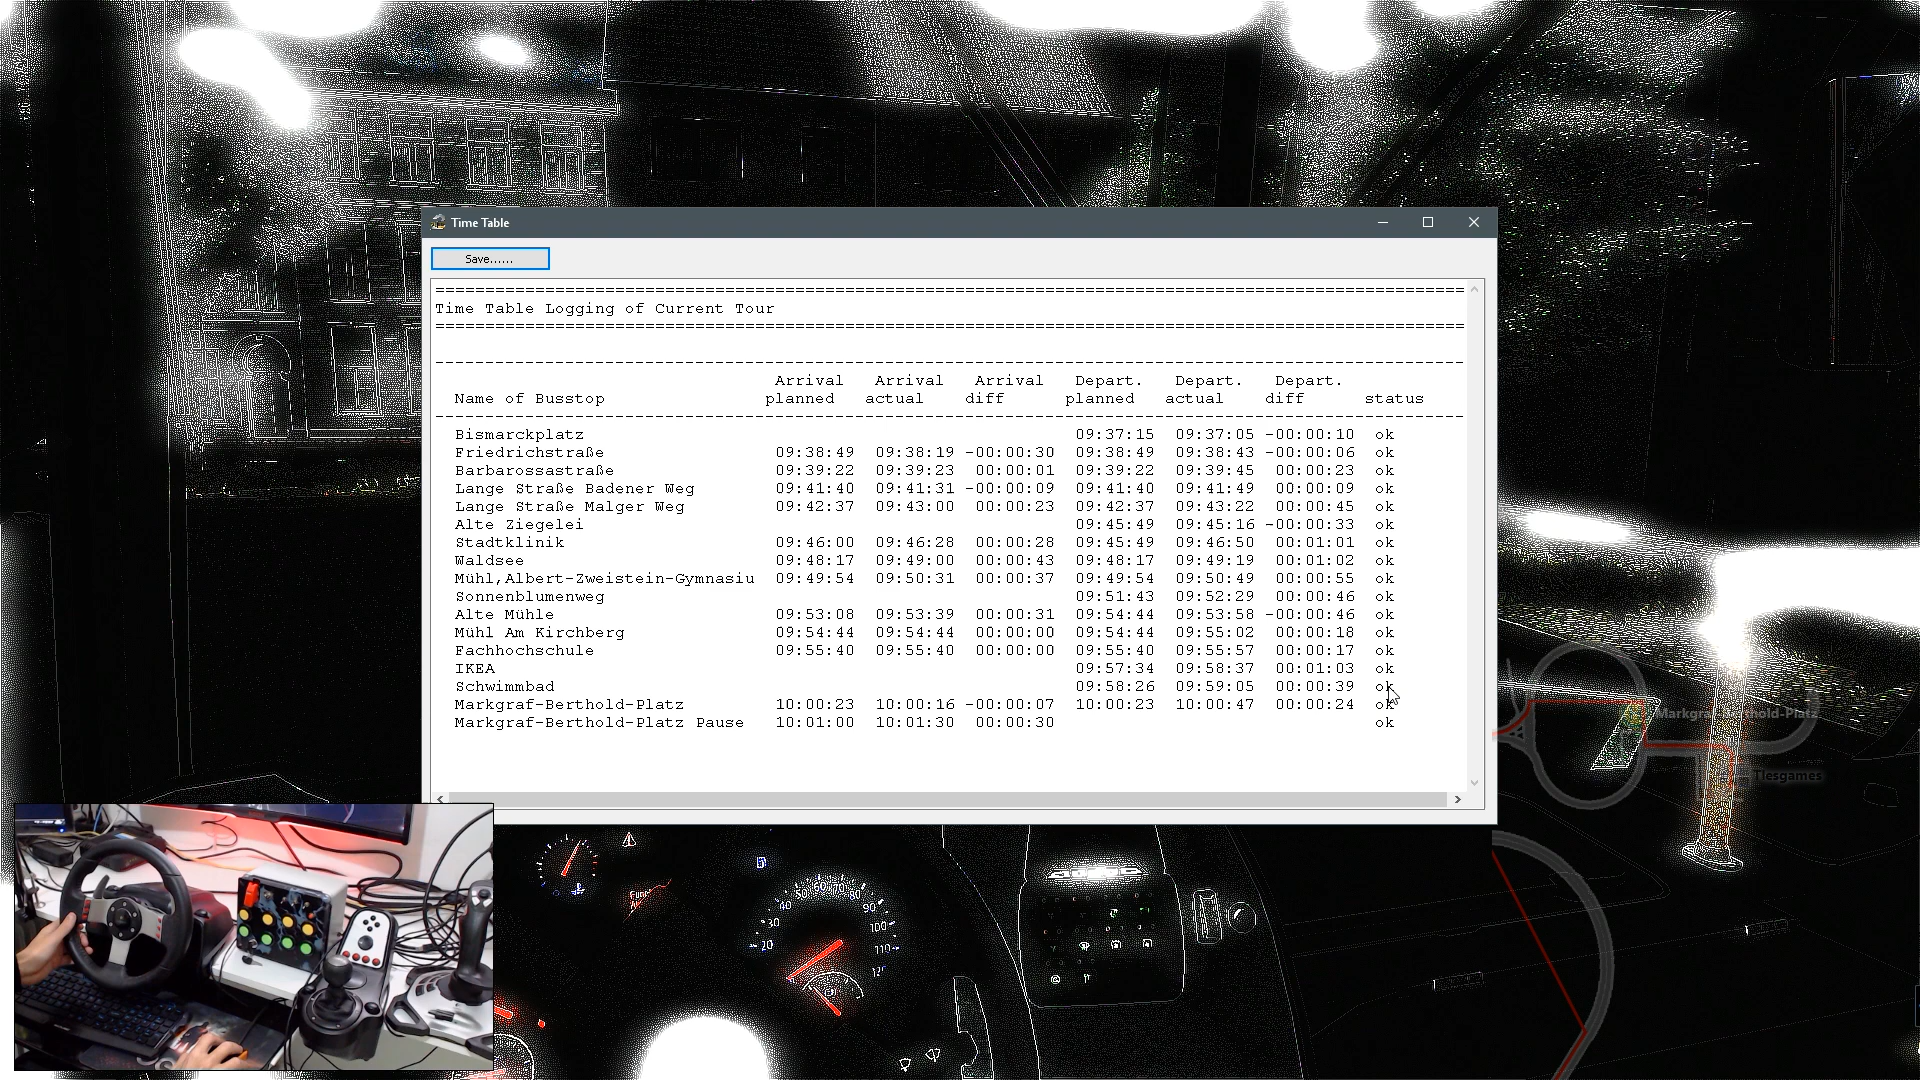 Time Table
Save......
Time Table Logging of Current Tour
Arrival Arrival Arrival Depart. Depart. Depart.
Name of Busstop planned actual diff planned actual diff status
Bismarckplatz 09:37:15 09:37:05 -00:00:10 ok
Friedrichstraße 09:38:49 09:38:19 -00:00:30 09:38:49 09:38:43 -00:00:06 ok
Barbarossastraße 09:39:22 09:39:23 00:00:01 09:39:22 09:39:45 00:00:23 ok
Lange Straße Badener Weg 09:41:40 09:41:31 -00:00:09 09:41:40 09:41:49 00:00:09 ok
Lange Straße Malger Weg 09:42:37 09:43:00 00:00:23 09:42:37 09:43:22 00:00:45 ok
Alte Ziegelei 09:45:49 09:45:16 -00:00:33 ok
Stadtklinik 09:46:00 09:46:28 00:00:28 09:45:49 09:46:50 00:01:01 ok
Waldsee 09:48:17 09:49:00 00:00:43 09:48:17 09:49:19 00:01:02 ok
Mühl,Albert-Zweistein-Gymnasiu 09:49:54 09:50:31 00:00:37 09:49:54 09:50:49 00:00:55 ok
Sonnenblumenweg 09:51:43 09:52:29 00:00:46 ok
Alte Mühle 09:53:08 09:53:39 00:00:31 09:54:44 09:53:58 -00:00:46 ok
Mühl Am Kirchberg 09:54:44 09:54:44 00:00:00 09:54:44 09:55:02 00:00:18 ok
Fachhochschule 09:55:40 09:55:40 00:00:00 09:55:40 09:55:57 00:00:17 ok
IKEA 09:57:34 09:58:37 00:01:03 ok
Schwimmbad 09:58:26 09:59:05 00:00:39 ok
Markgraf-Berthold-Platz 10:00:23 10:00:16 -00:00:07 10:00:23 10:00:47 00:00:24 ok
Markgraf-Berthold-Platz Pause 10:01:00 10:01:30 00:00:30 ok
Markgraf-Berthold-Platz
Tlesgames
20 30 40 50 60 70 80 90 100 110 12